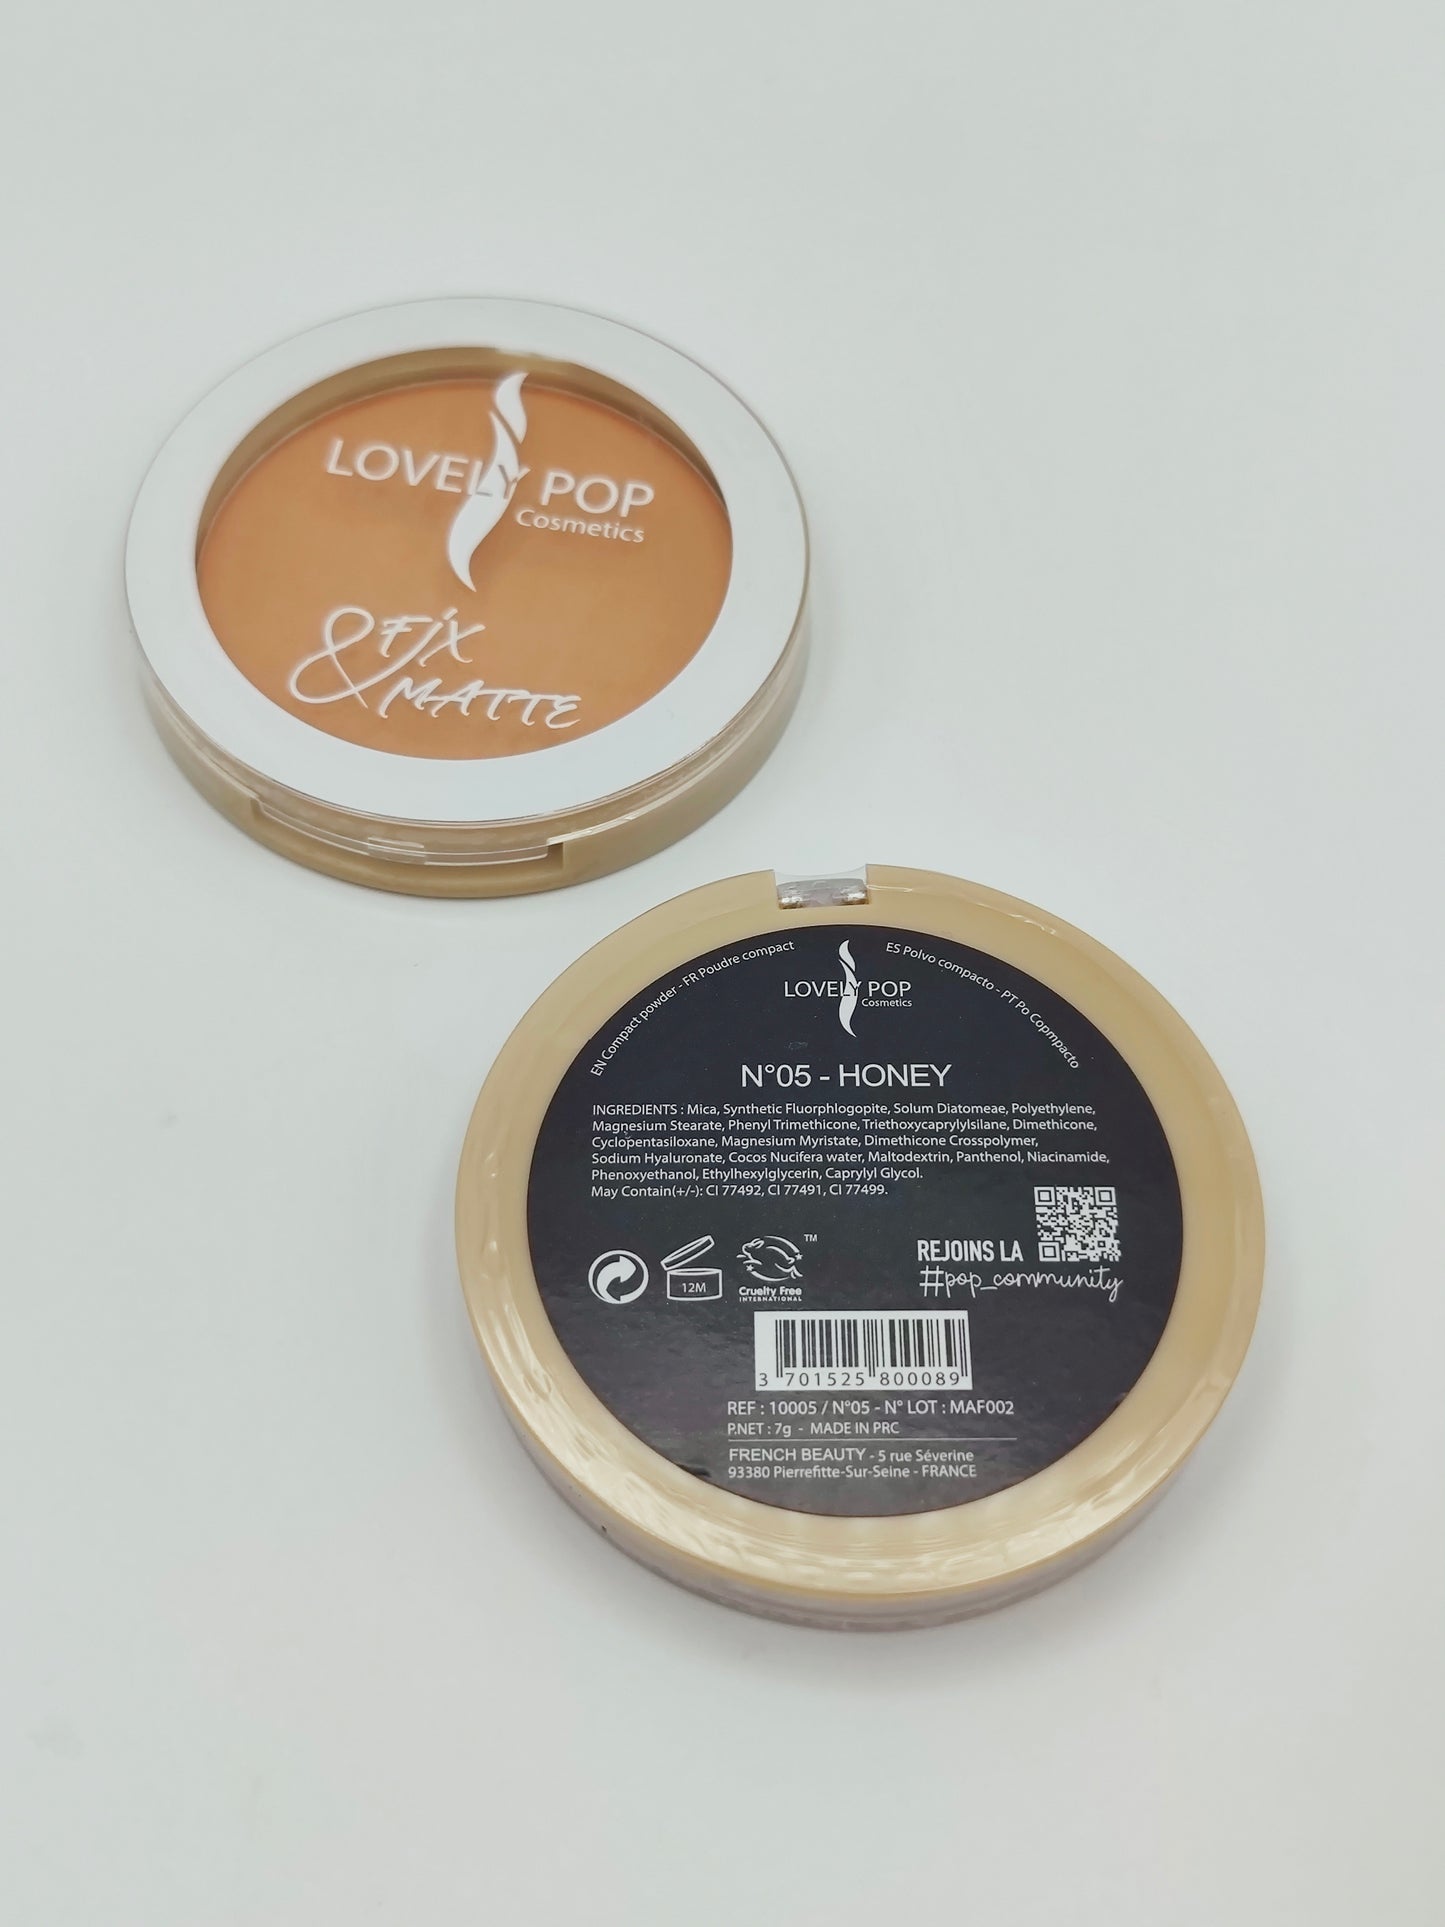 LOVELY POP
Cosmetics
FIX
& MATTE
EN Compact powder - FR Poudre compact
ES Polvo compacto - PT Po Copmpacto
LOVELY POP
Cosmetics
N°05 - HONEY
INGREDIENTS : Mica, Synthetic Fluorphlogopite, Solum Diatomeae, Polyethylene,
Magnesium Stearate, Phenyl Trimethicone, Triethoxycaprylylsilane, Dimethicone,
Cyclopentasiloxane, Magnesium Myristate, Dimethicone Crosspolymer,
Sodium Hyaluronate, Cocos Nucifera water, Maltodextrin, Panthenol, Niacinamide,
Phenoxyethanol, Ethylhexylglycerin, Caprylyl Glycol.
May Contain(+/-): CI 77492, CI 77491, CI 77499.
12M
TM
Cruelty Free
INTERNATIONAL
REJOINS LA
#pop_community
3 701525 800089
REF : 10005 / N°05 - N° LOT : MAF002
P.NET : 7g - MADE IN PRC
FRENCH BEAUTY - 5 rue Séverine
93380 Pierrefitte-Sur-Seine - FRANCE